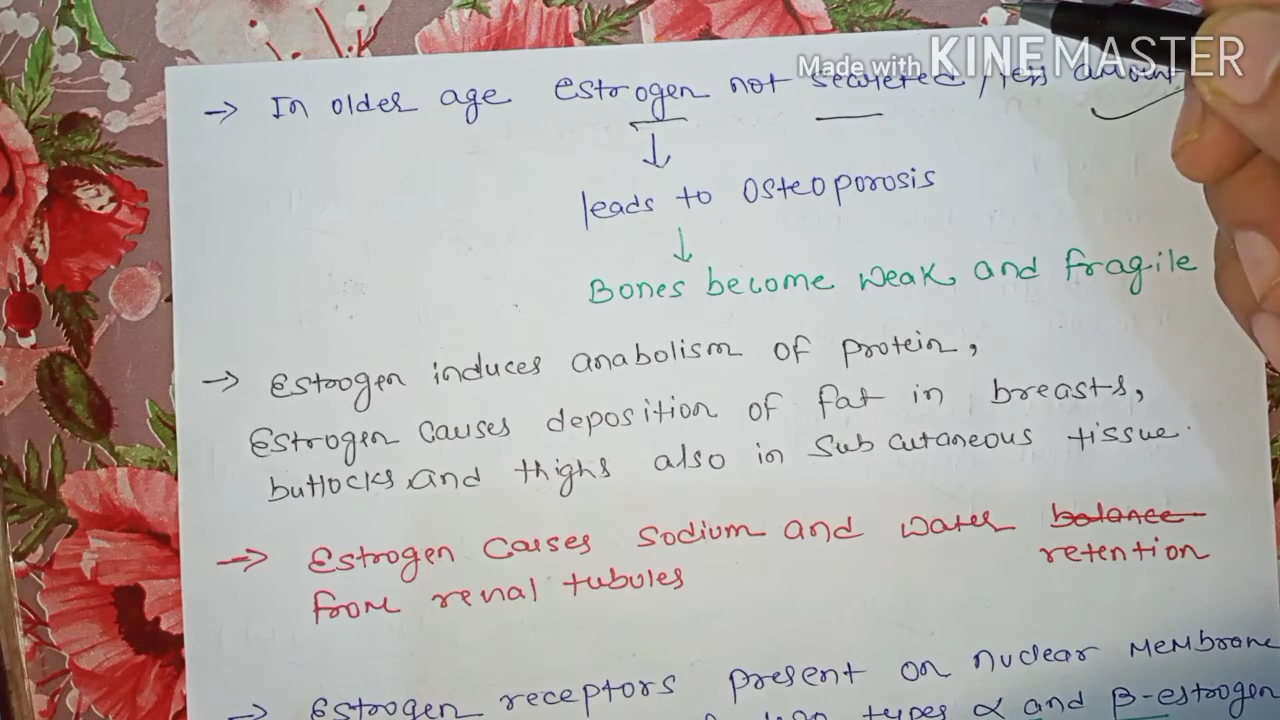 Made with KINEMASTER
→ In older age Estrogen not secreted / less amount
↓
leads to Osteoporosis
↓
Bones become weak and fragile
→ Estrogen induces anabolism of protein,
Estrogen causes deposition of fat in breasts,
buttocks and thighs also in subcutaneous tissue.
→ Estrogen causes sodium and water balance
retention
from renal tubules
→ Estrogen receptors present on nuclear membrane
types α and β-estrogen